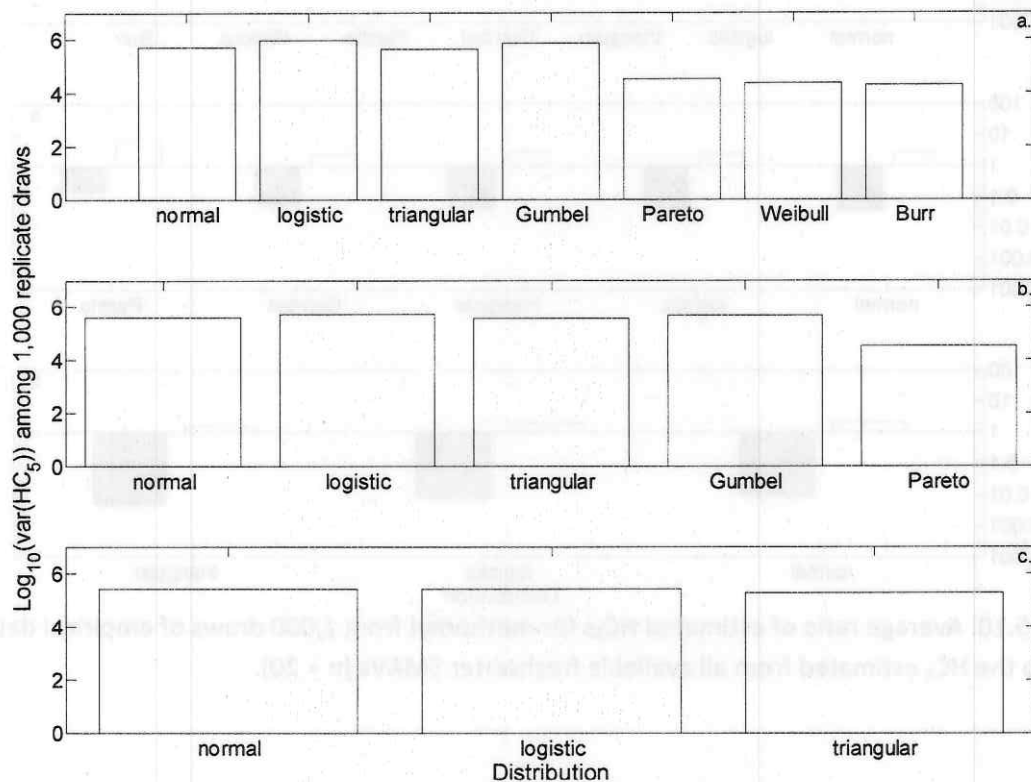 Log10(var(HC5)) among 1,000 replicate draws
a.
6
4
2
0
normal logistic triangular Gumbel Pareto Weibull Burr
b.
6
4
2
0
normal logistic triangular Gumbel Pareto
c.
6
4
2
0
normal logistic triangular
Distribution